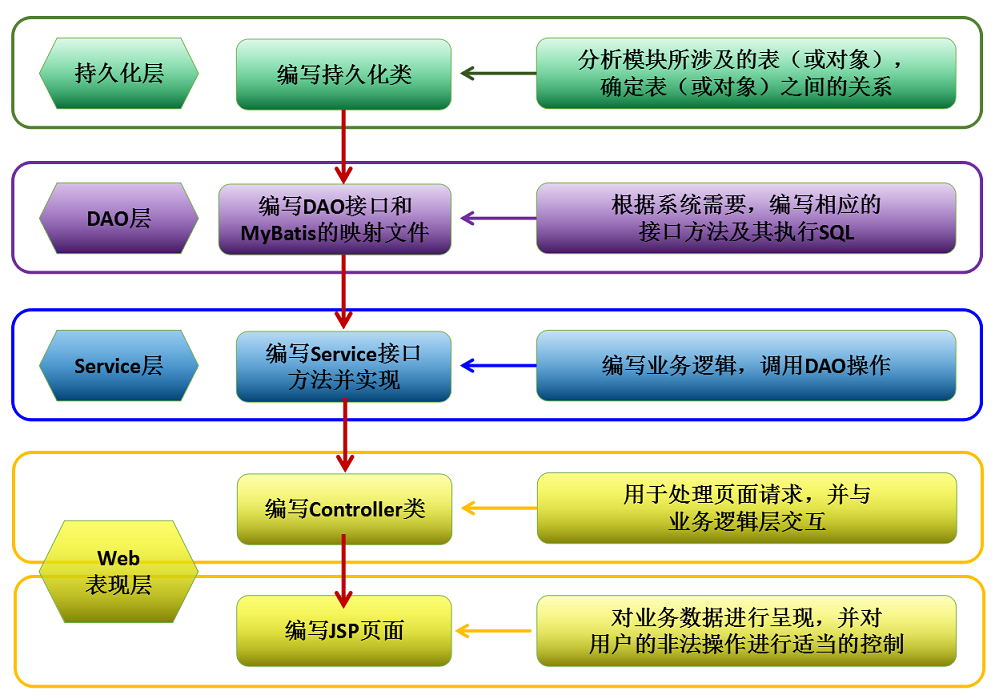 持久化层
编写持久化类
分析模块所涉及的表（或对象），
确定表（或对象）之间的关系
DAO层
编写DAO接口和
MyBatis的映射文件
根据系统需要，编写相应的
接口方法及其执行SQL
Service层
编写Service接口
方法并实现
编写业务逻辑，调用DAO操作
Web
表现层
编写Controller类
用于处理页面请求，并与
业务逻辑层交互
编写JSP页面
对业务数据进行呈现，并对
用户的非法操作进行适当的控制